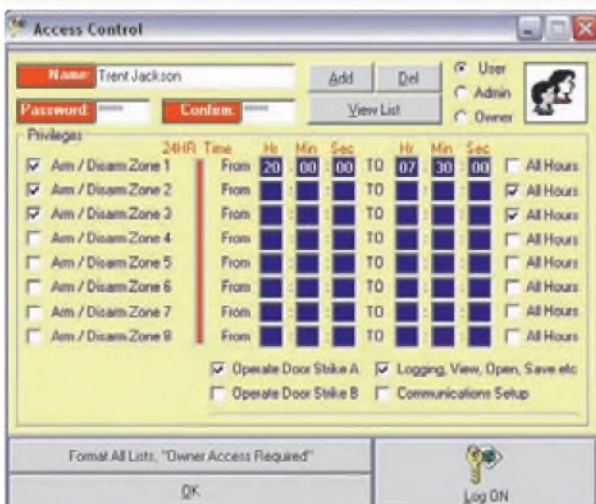 Access Control
Name: Trent Jackson Add Del User
Admin
Password: Confirm: View List Owner
Privileges
24HR Time Hr Min Sec Hr Min Sec
Arm / Disarm Zone 1 From 20 : 00 : 00 TO 07 : 30 : 00 All Hours
Arm / Disarm Zone 2 From : : TO : : All Hours
Arm / Disarm Zone 3 From : : TO : : All Hours
Arm / Disarm Zone 4 From : : TO : : All Hours
Arm / Disarm Zone 5 From : : TO : : All Hours
Arm / Disarm Zone 6 From : : TO : : All Hours
Arm / Disarm Zone 7 From : : TO : : All Hours
Arm / Disarm Zone 8 From : : TO : : All Hours
Operate Door Strike A Logging, View, Open, Save etc
Operate Door Strike B Communications Setup
Format All Lists, "Owner Access Required"
OK
Log ON